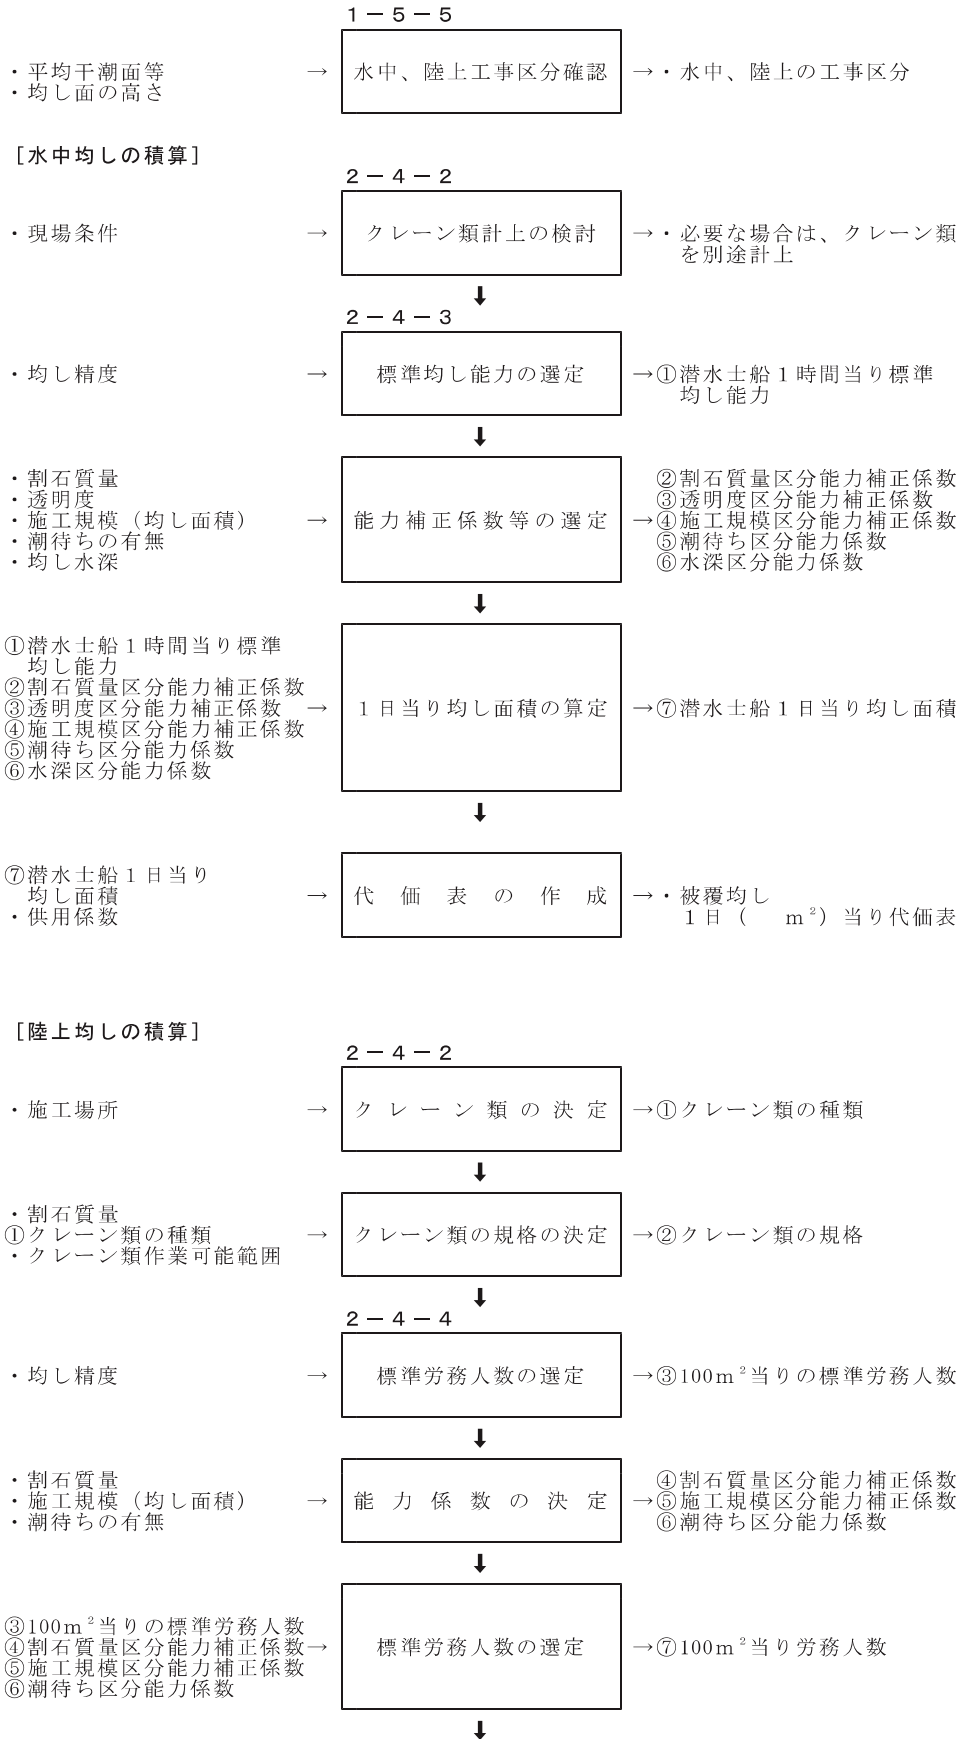 １－５－５
・平均干潮面等
・均し面の高さ
→
水中、陸上工事区分確認
→・水中、陸上の工事区分
［水中均しの積算］
２－４－２
・現場条件
→
クレーン類計上の検討
→・必要な場合は、クレーン類
を別途計上
⬇
２－４－３
・均し精度
→
標準均し能力の選定
→①潜水士船１時間当り標準
均し能力
⬇
・割石質量
・透明度
・施工規模（均し面積）
・潮待ちの有無
・均し水深
→
能力補正係数等の選定
②割石質量区分能力補正係数
③透明度区分能力補正係数
→④施工規模区分能力補正係数
⑤潮待ち区分能力係数
⑥水深区分能力係数
⬇
①潜水士船１時間当り標準
均し能力
②割石質量区分能力補正係数
③透明度区分能力補正係数→
④施工規模区分能力補正係数
⑤潮待ち区分能力係数
⑥水深区分能力係数
１日当り均し面積の算定
→⑦潜水士船１日当り均し面積
⬇
⑦潜水士船１日当り
均し面積
・供用係数
→
代価表の作成
→・被覆均し
１日（　　ｍ²）当り代価表
［陸上均しの積算］
２－４－２
・施工場所
→
クレーン類の決定
→①クレーン類の種類
⬇
・割石質量
①クレーン類の種類
・クレーン類作業可能範囲
→
クレーン類の規格の決定
→②クレーン類の規格
⬇
２－４－４
・均し精度
→
標準労務人数の選定
→③100ｍ²当りの標準労務人数
⬇
・割石質量
・施工規模（均し面積）
・潮待ちの有無
→
能力係数の決定
④割石質量区分能力補正係数
→⑤施工規模区分能力補正係数
⑥潮待ち区分能力係数
⬇
③100ｍ²当りの標準労務人数
④割石質量区分能力補正係数→
⑤施工規模区分能力補正係数
⑥潮待ち区分能力係数
標準労務人数の選定
→⑦100ｍ²当り労務人数
⬇